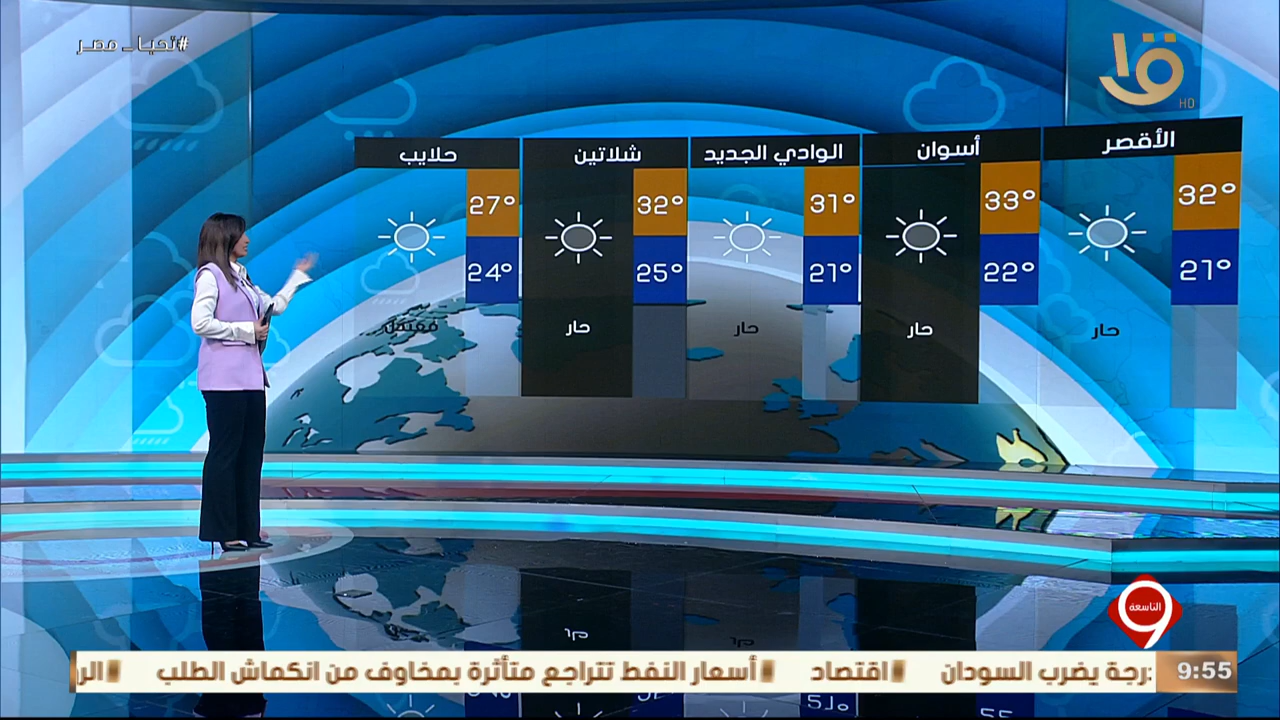 #تحيا_مصر
HD
الأقصر
32°
21°
حار
أسوان
33°
22°
حار
الوادي الجديد
31°
21°
حار
شلاتين
32°
25°
حار
حلايب
27°
24°
معتدل
التاسعة
9
9:55
رجة يضرب السودان اقتصاد أسعار النفط تتراجع متأثرة بمخاوف من انكماش الطلب